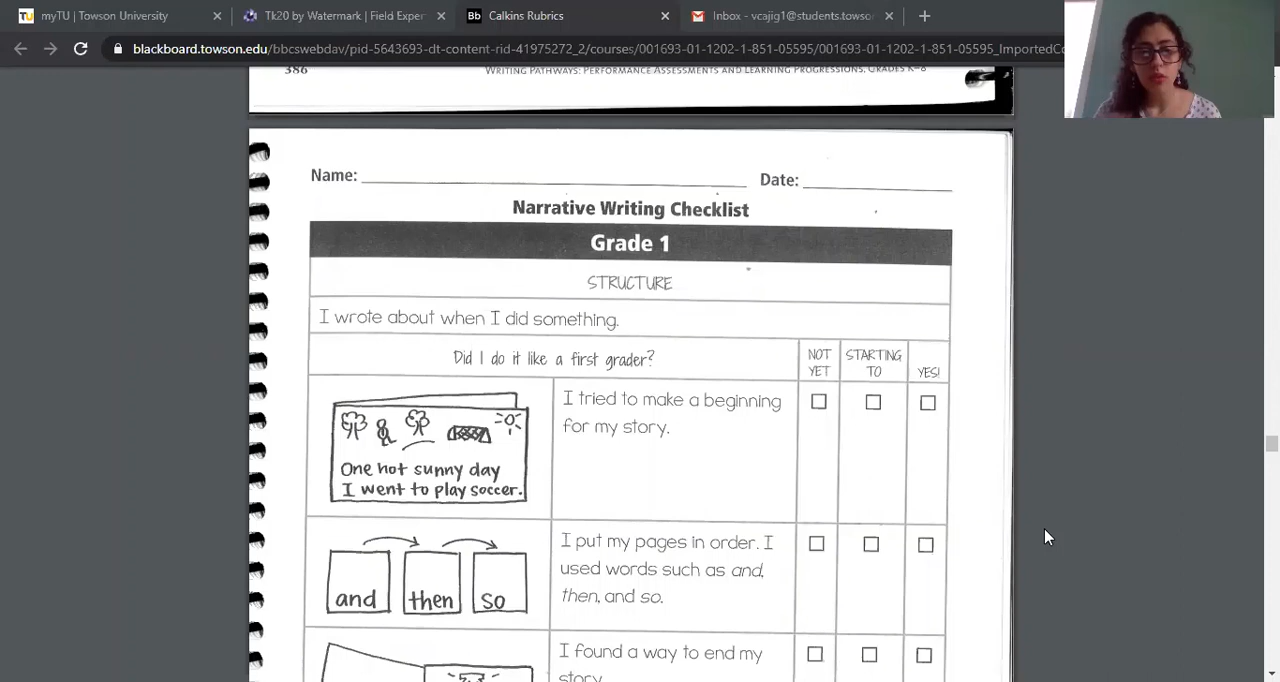 myTU | Towson University
Tk20 by Watermark | Field Exper
Bb Calkins Rubrics
Inbox - vcajig1@students.towso
blackboard.towson.edu/bbcswebdav/pid-5643693-dt-content-rid-41975272_2/courses/001693-01-1202-1-851-05595/001693-01-1202-1-851-05595_ImportedCo
386
WRITING PATHWAYS: PERFORMANCE ASSESSMENTS AND LEARNING PROGRESSIONS, GRADES K–8
Name: Date:
Narrative Writing Checklist
Grade 1
STRUCTURE
I wrote about when I did something.
Did I do it like a first grader?
NOT YET
STARTING TO
YES!
One hot sunny day
I went to play soccer.
I tried to make a beginning
for my story.
and then so
I put my pages in order. I
used words such as and,
then, and so.
I found a way to end my
story